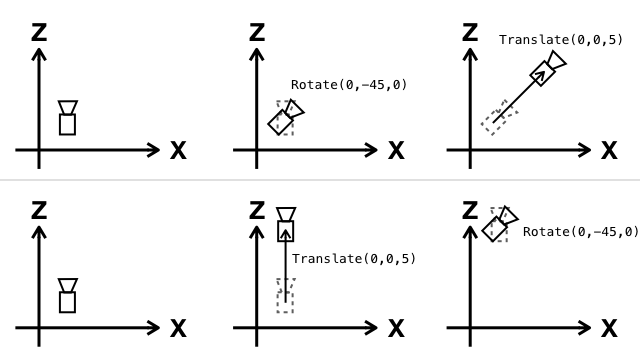 Z
X
Z
Rotate(0,−45,0)
X
Z
Translate(0,0,5)
X
Z
X
Z
Translate(0,0,5)
X
Z
Rotate(0,−45,0)
X